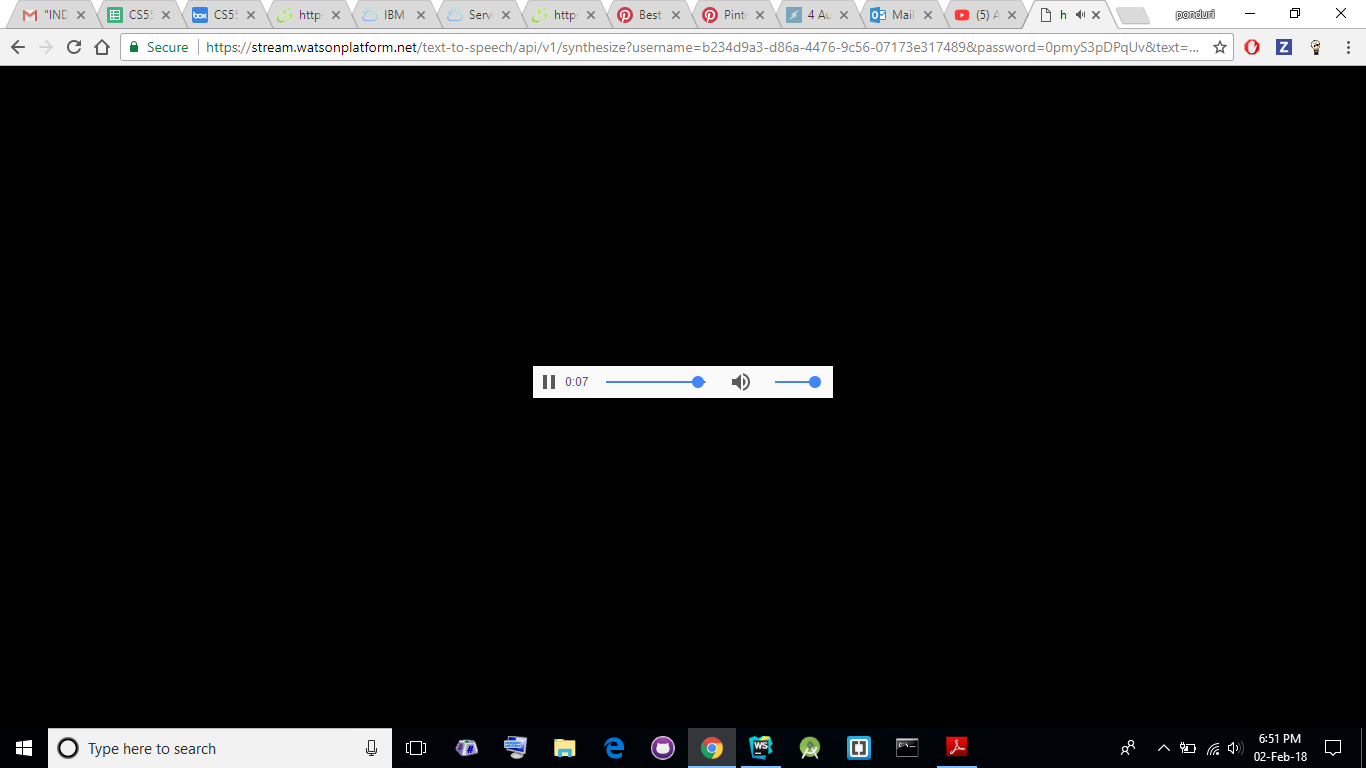 "IND CS55 CS55 http IBM Serv http Best Pint 4 Au Mail (5) A h ponduri
Secure https://stream.watsonplatform.net/text-to-speech/api/v1/synthesize?username=b234d9a3-d86a-4476-9c56-07173e317489&password=0pmyS3pDPqUv&text=...
0:07
Type here to search
6:51 PM
02-Feb-18